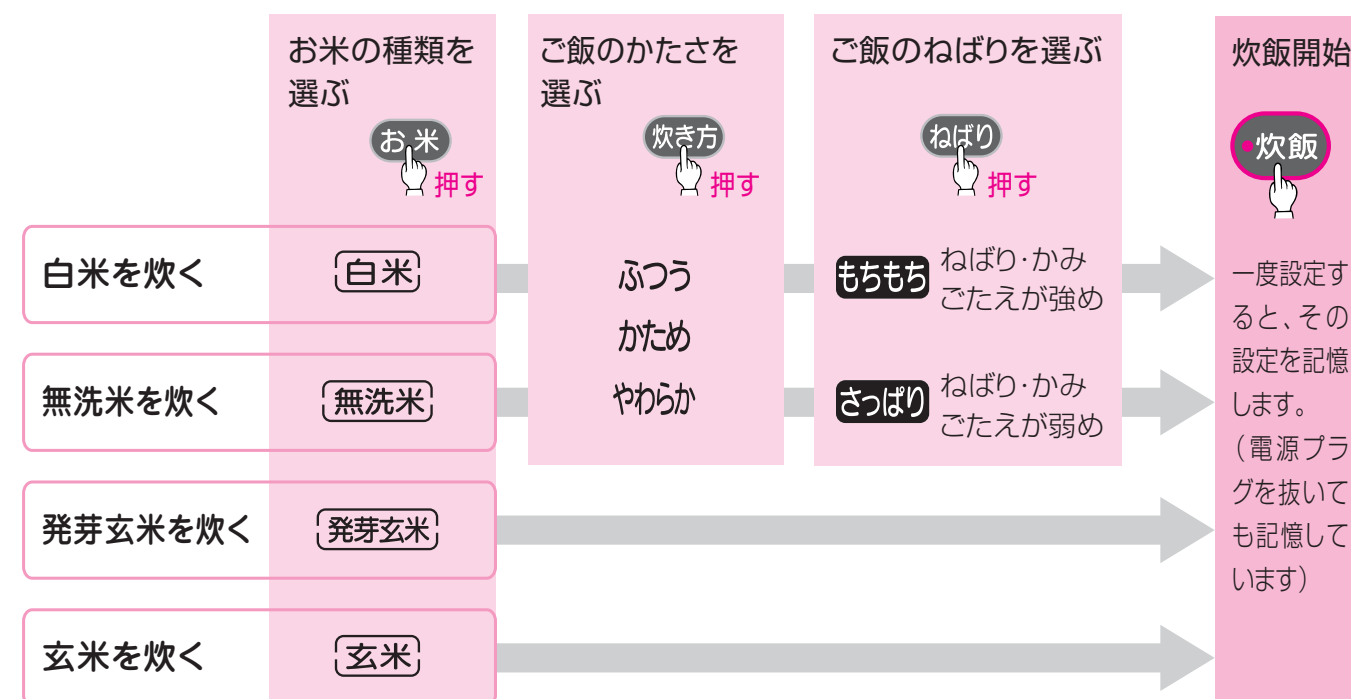 お米の種類を
選ぶ
お米
押す
ご飯のかたさを
選ぶ
炊き方
押す
ご飯のねばりを選ぶ
ねばり
押す
炊飯開始
炊飯
白米を炊く
白米
無洗米を炊く
無洗米
発芽玄米を炊く
発芽玄米
玄米を炊く
玄米
ふつう
かため
やわらか
もちもち
ねばり・かみ
ごたえが強め
さっぱり
ねばり・かみ
ごたえが弱め
一度設定す
ると、その
設定を記憶
します。
(電源プラ
グを抜いて
も記憶して
います)